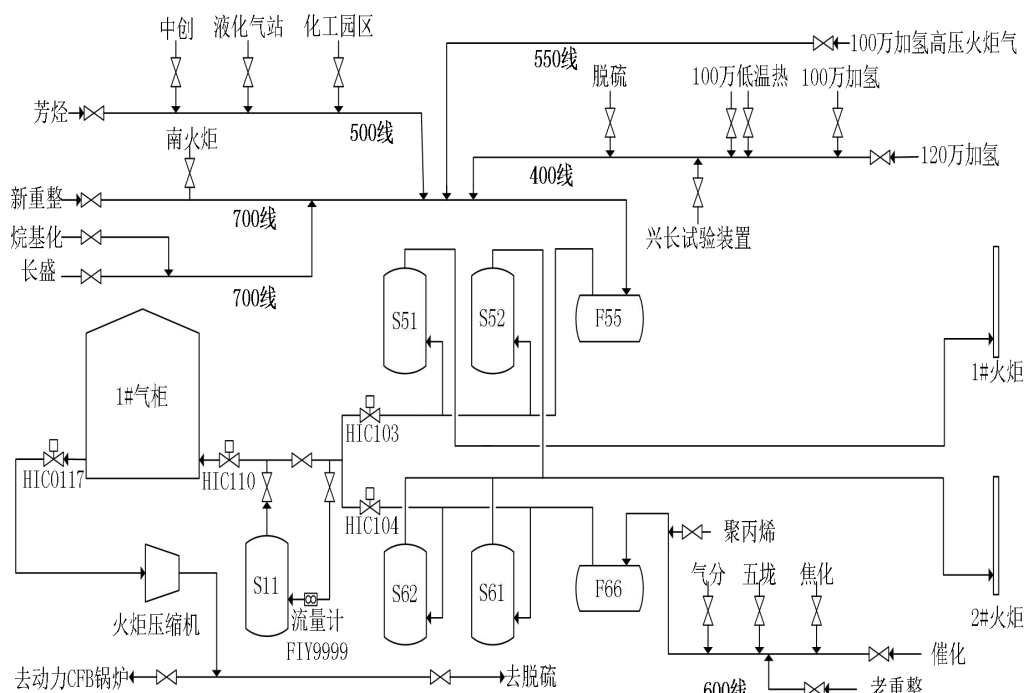 中创 液化气站 化工园区
550线 100万加氢高压火炬气
脱硫 100万低温热 100万加氢
芳烃
500线
南火炬
400线 120万加氢
新重整
700线
烷基化
兴长试验装置
长盛
700线
S51 S52 F55
1#火炬
1#气柜
HIC103
HIC0117 HIC110
HIC104
聚丙烯
气分 五垅 焦化
S11 S62 S61 F66
流量计
FIY9999
火炬压缩机
2#火炬
催化
去动力CFB锅炉 去脱硫
600线 老重整